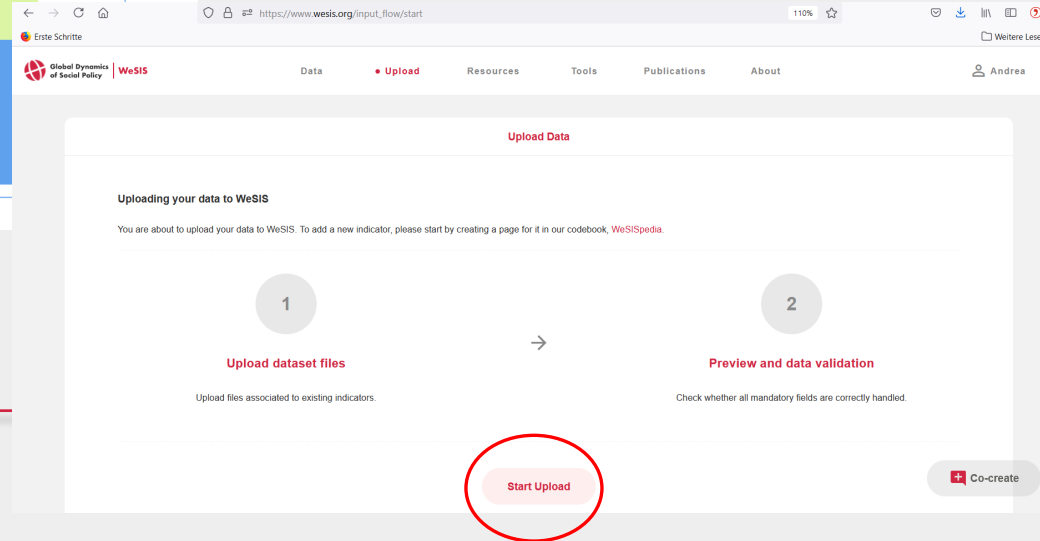 https://www.wesis.org/input_flow/start
110%
Erste Schritte
Weitere Lese
Global Dynamics
of Social Policy
WeSIS
Data
Upload
Resources
Tools
Publications
About
Andrea
Upload Data
Uploading your data to WeSIS
You are about to upload your data to WeSIS. To add a new indicator, please start by creating a page for it in our codebook, WeSISpedia.
1
2
Upload dataset files
Preview and data validation
Upload files associated to existing indicators.
Check whether all mandatory fields are correctly handled.
Start Upload
Co-create